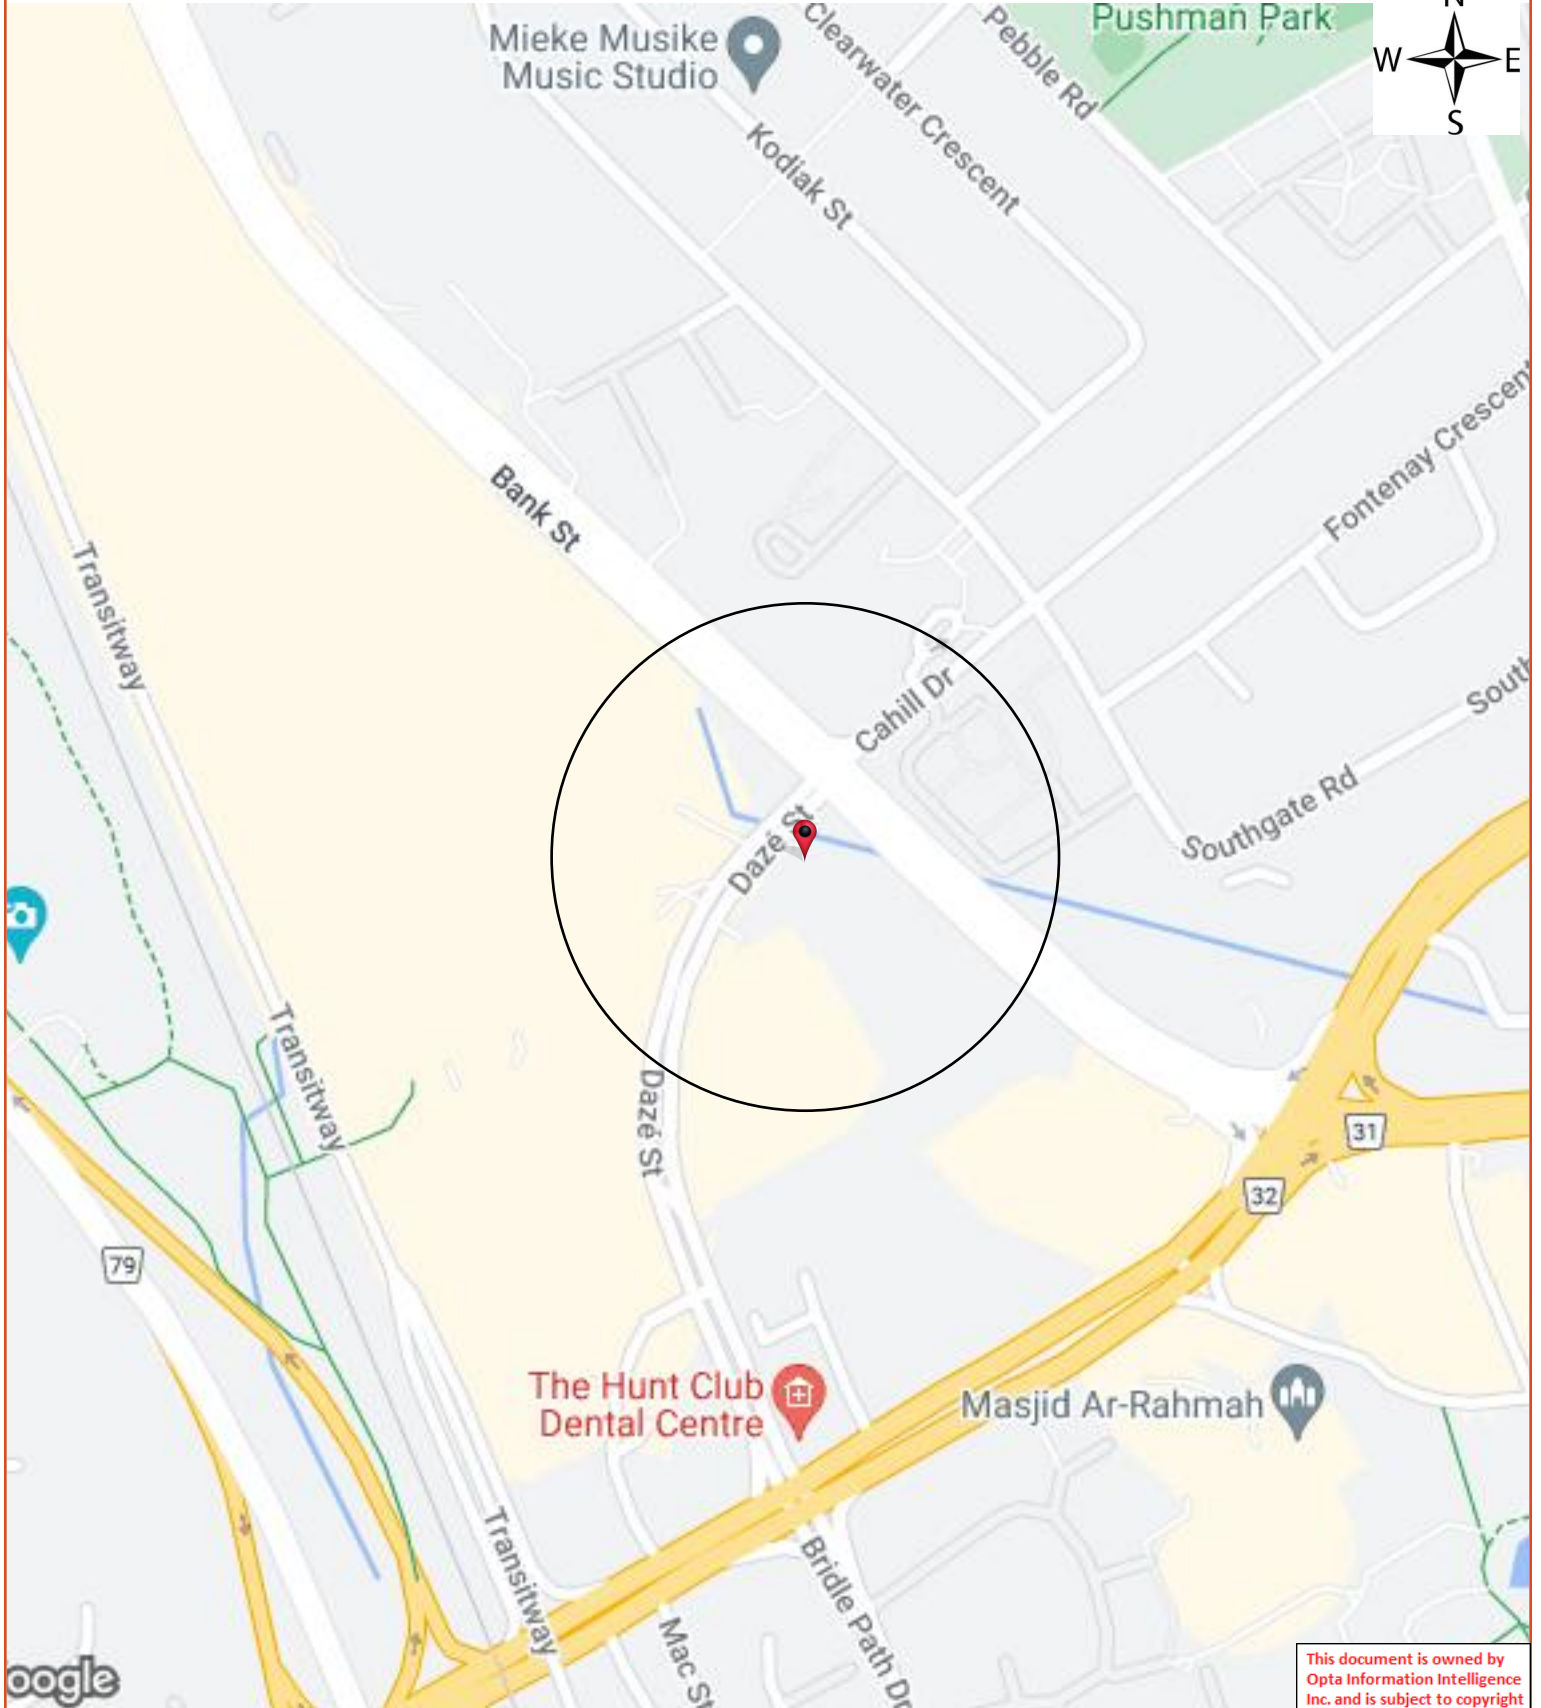 N
W
E
S
Pushman Park
Mieke Musike
Music Studio
Clearwater Crescent
Pebble Rd
Kodiak St
Fontenay Crescent
Bank St
Transitway
Cahill Dr
South
Southgate Rd
Dazé St
Transitway
Dazé St
31
32
79
The Hunt Club
Dental Centre
Masjid Ar-Rahmah
Transitway
Bridle Path Dr
Mac St
oogle
This document is owned by
Opta Information Intelligence
Inc. and is subject to copyright